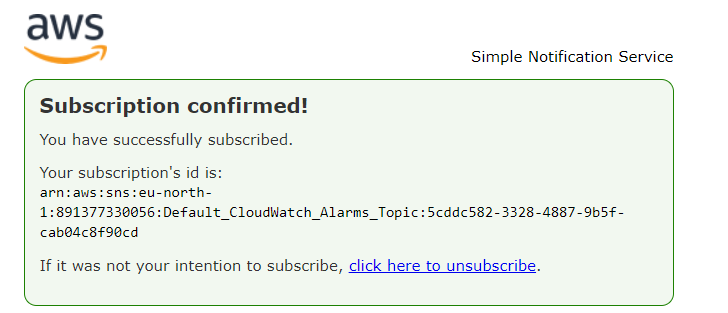 aws
Simple Notification Service
Subscription confirmed!
You have successfully subscribed.
Your subscription's id is:
arn:aws:sns:eu-north-
1:891377330056:Default_CloudWatch_Alarms_Topic:5cddc582-3328-4887-9b5f-
cab04c8f90cd
If it was not your intention to subscribe, click here to unsubscribe.